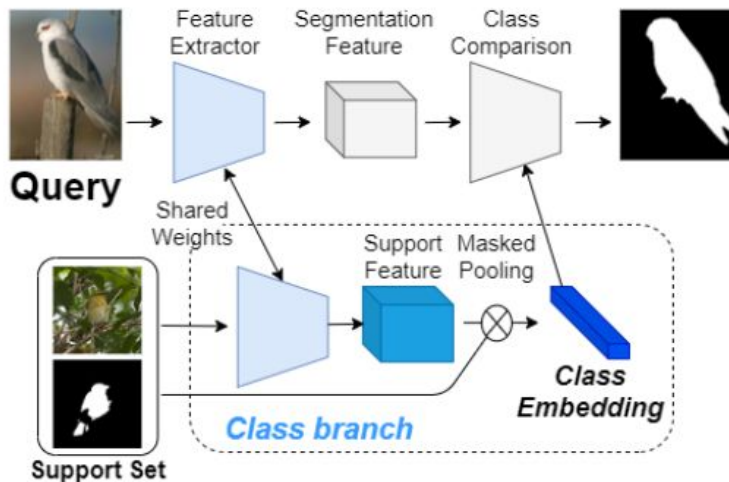 Feature
Extractor
Segmentation
Feature
Class
Comparison
Query
Shared
Weights
Support
Feature
Masked
Pooling
Class
Embedding
Class branch
Support Set